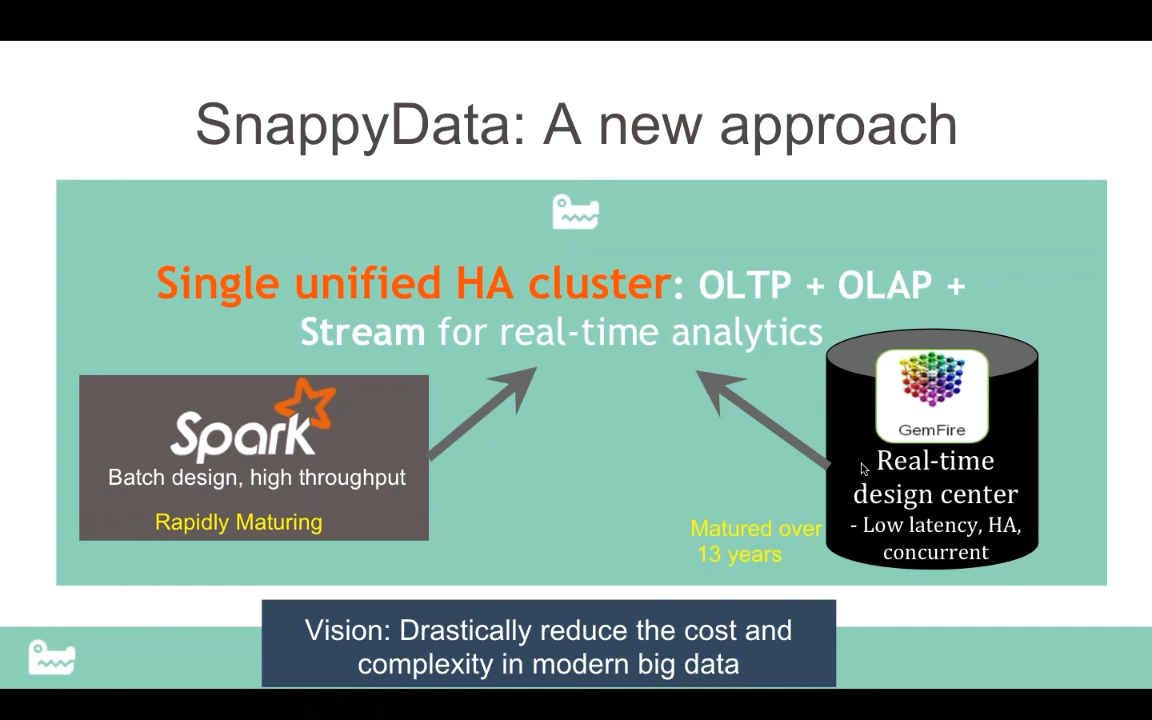 SnappyData: A new approach
Single unified HA cluster: OLTP + OLAP +
Stream for real-time analytics
Spark
Batch design, high throughput
Rapidly Maturing
GemFire
Real-time
design center
- Low latency, HA,
concurrent
Matured over
13 years
Vision: Drastically reduce the cost and
complexity in modern big data